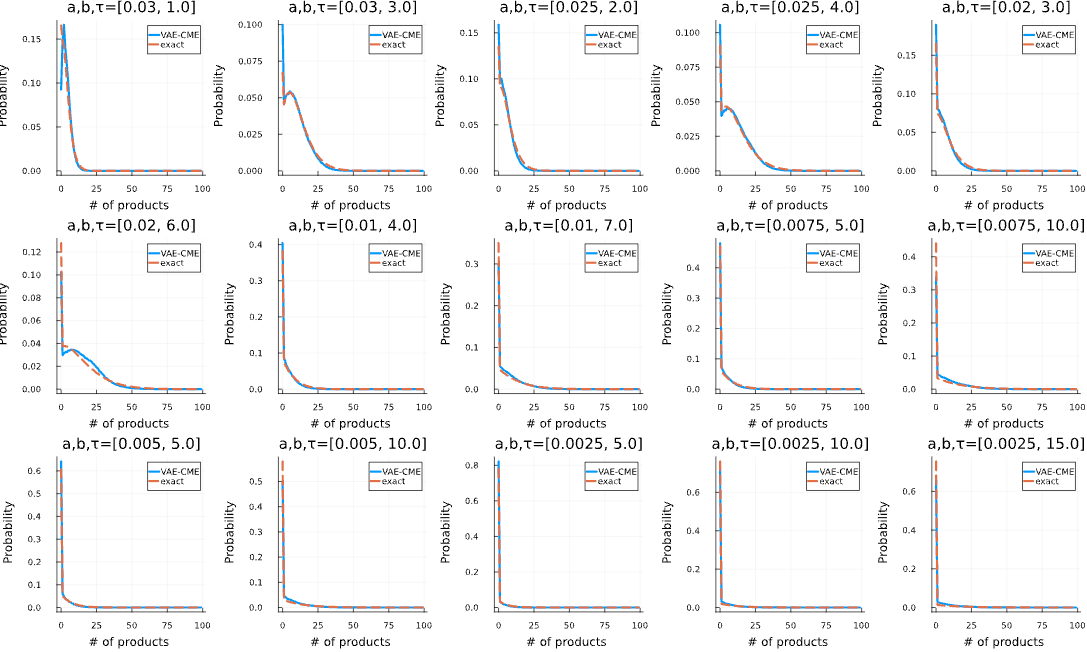 a,b,τ=[0.03, 1.0]
a,b,τ=[0.03, 3.0]
a,b,τ=[0.025, 2.0]
a,b,τ=[0.025, 4.0]
a,b,τ=[0.02, 3.0]
Probability
0.15
0.10
0.05
0.00
VAE-CME
exact
0 25 50 75 100
# of products
Probability
0.100
0.075
0.050
0.025
0.000
VAE-CME
exact
0 25 50 75 100
# of products
Probability
0.15
0.10
0.05
0.00
VAE-CME
exact
0 25 50 75 100
# of products
Probability
0.100
0.075
0.050
0.025
0.000
VAE-CME
exact
0 25 50 75 100
# of products
Probability
0.15
0.10
0.05
0.00
VAE-CME
exact
0 25 50 75 100
# of products
a,b,τ=[0.02, 6.0]
a,b,τ=[0.01, 4.0]
a,b,τ=[0.01, 7.0]
a,b,τ=[0.0075, 5.0]
a,b,τ=[0.0075, 10.0]
Probability
0.12
0.10
0.08
0.06
0.04
0.02
0.00
VAE-CME
exact
0 25 50 75 100
# of products
Probability
0.4
0.3
0.2
0.1
0.0
VAE-CME
exact
0 25 50 75 100
# of products
Probability
0.3
0.2
0.1
0.0
VAE-CME
exact
0 25 50 75 100
# of products
Probability
0.4
0.3
0.2
0.1
0.0
VAE-CME
exact
0 25 50 75 100
# of products
Probability
0.4
0.3
0.2
0.1
0.0
VAE-CME
exact
0 25 50 75 100
# of products
a,b,τ=[0.005, 5.0]
a,b,τ=[0.005, 10.0]
a,b,τ=[0.0025, 5.0]
a,b,τ=[0.0025, 10.0]
a,b,τ=[0.0025, 15.0]
Probability
0.6
0.5
0.4
0.3
0.2
0.1
0.0
VAE-CME
exact
0 25 50 75 100
# of products
Probability
0.5
0.4
0.3
0.2
0.1
0.0
VAE-CME
exact
0 25 50 75 100
# of products
Probability
0.8
0.6
0.4
0.2
0.0
VAE-CME
exact
0 25 50 75 100
# of products
Probability
0.6
0.4
0.2
0.0
VAE-CME
exact
0 25 50 75 100
# of products
Probability
0.6
0.4
0.2
0.0
VAE-CME
exact
0 25 50 75 100
# of products